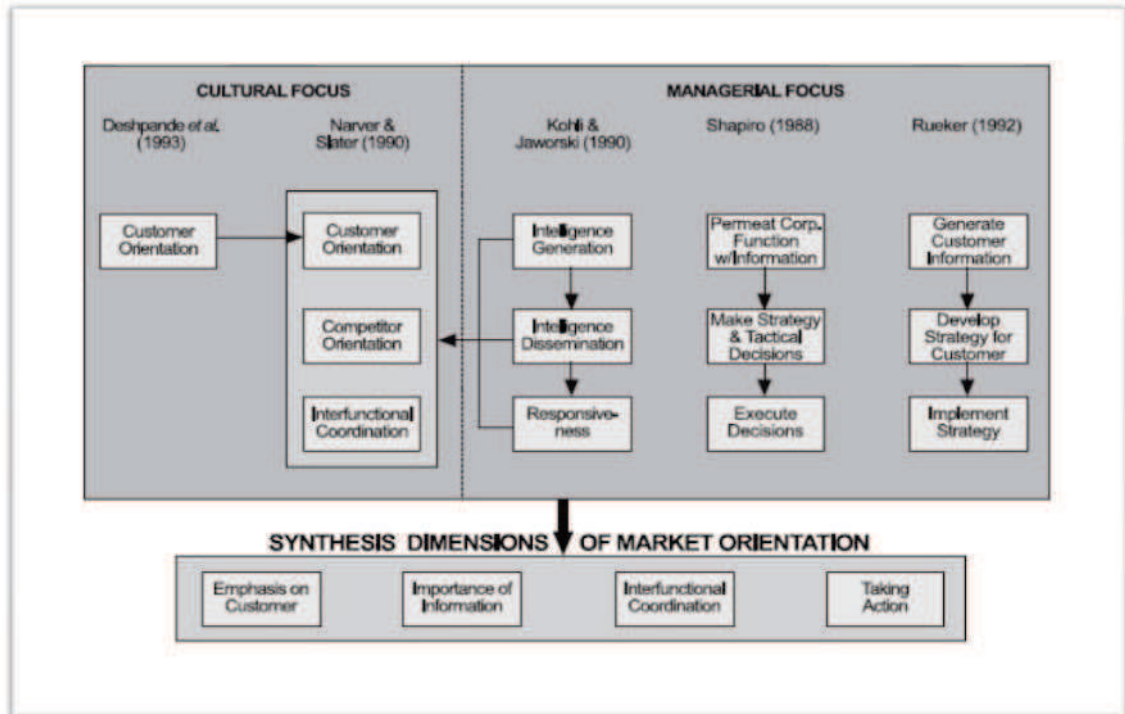 CULTURAL FOCUS
MANAGERIAL FOCUS
Deshpande et al.
(1993)
Narver &
Slater (1990)
Kohli &
Jaworski (1990)
Shapiro (1988)
Rueker (1992)
Customer
Orientation
Customer
Orientation
Intelligence
Generation
Permeat Corp.
Function
w/Information
Generate
Customer
Information
Competitor
Orientation
Intelligence
Dissemination
Make Strategy
& Tactical
Decisions
Develop
Strategy for
Customer
Interfunctional
Coordination
Responsive-
ness
Execute
Decisions
Implement
Strategy
SYNTHESIS DIMENSIONS OF MARKET ORIENTATION
Emphasis on
Customer
Importance of
Information
Interfunctional
Coordination
Taking
Action